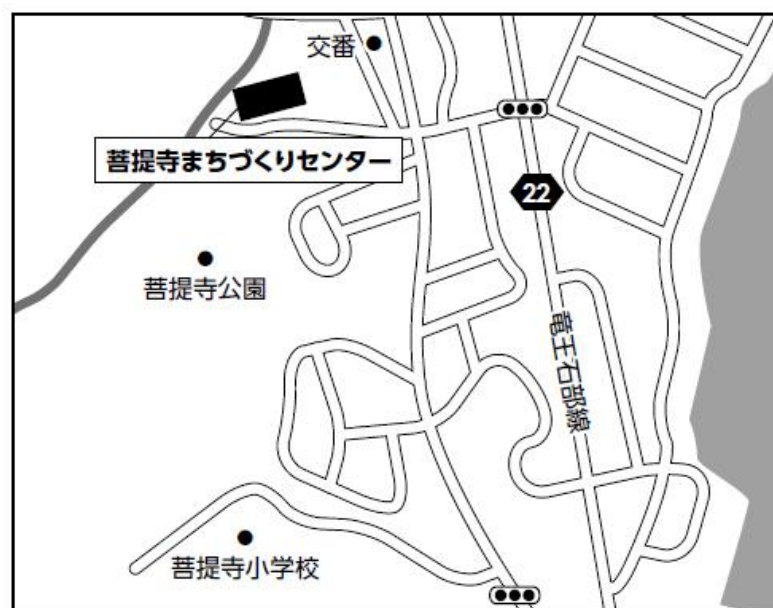 交番
菩提寺まちづくりセンター
22
菩提寺公園
竜王石部線
菩提寺小学校